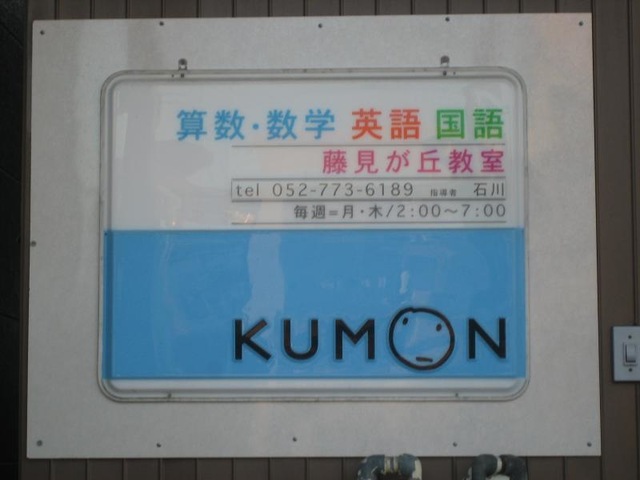 算数・数学 英語 国語
藤見が丘教室
tel 052-773-6189 指導者 石川
毎週=月・木/2:00~7:00
KUMON